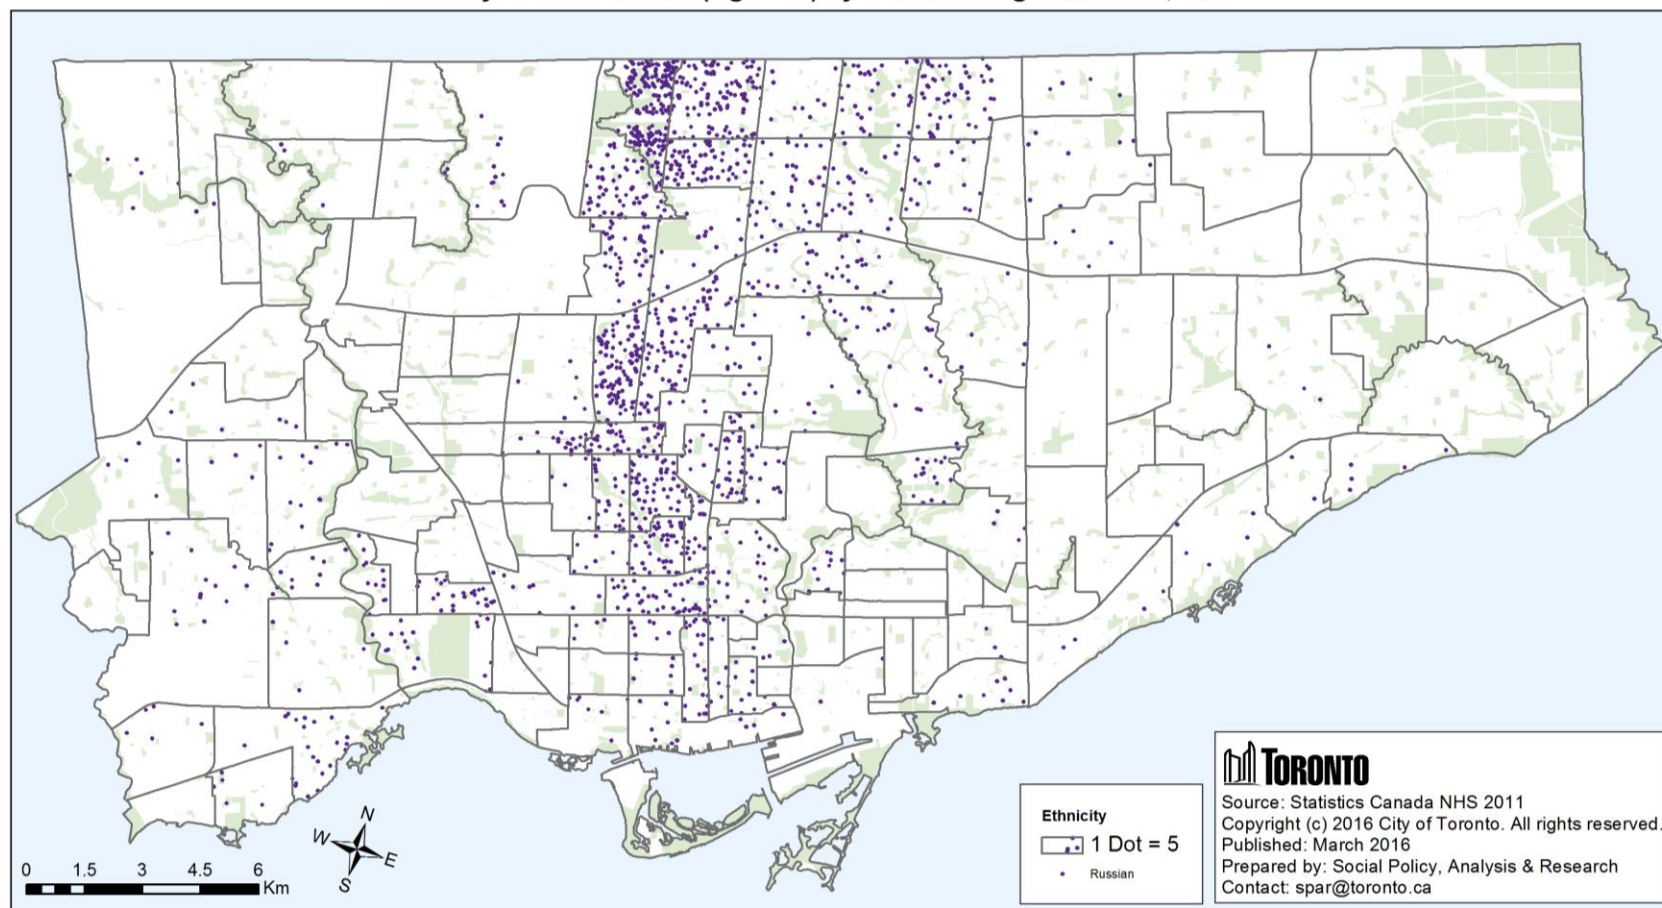 Ethnicity
1 Dot = 5
Russian
TORONTO
Source: Statistics Canada NHS 2011
Copyright (c) 2016 City of Toronto. All rights reserved.
Published: March 2016
Prepared by: Social Policy, Analysis & Research
Contact: spar@toronto.ca
N
W
E
S
0 1.5 3 4.5 6
Km